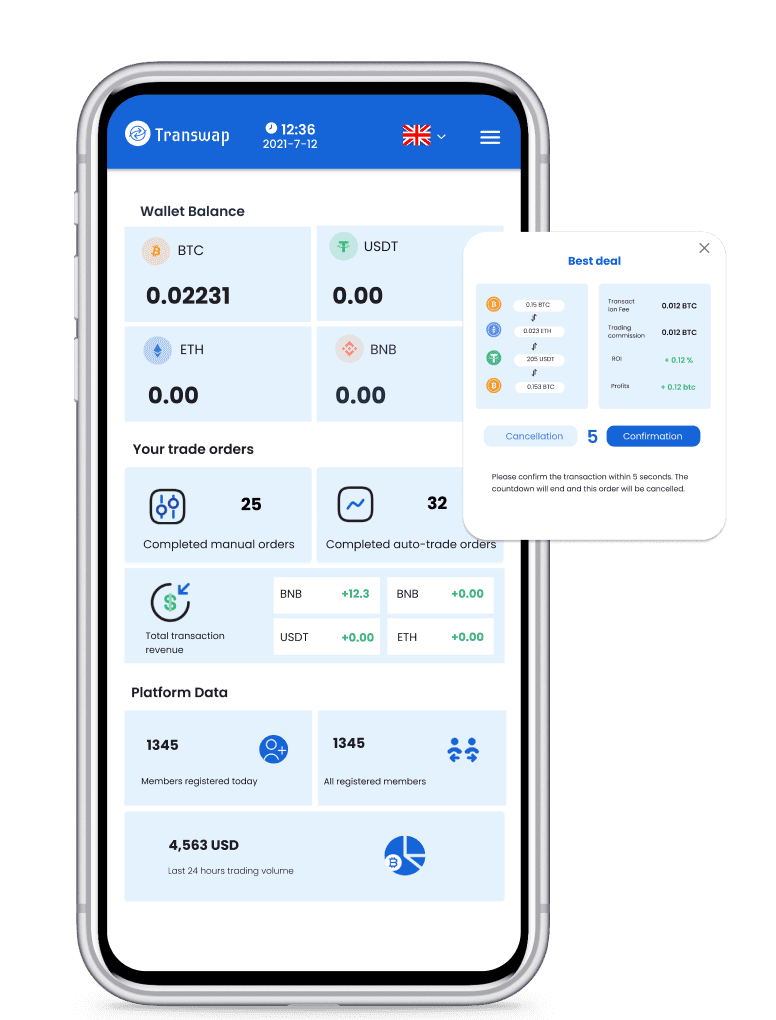 Transwap
12:36
2021-7-12
Wallet Balance
BTC
0.02231
USDT
0.00
ETH
0.00
BNB
0.00
Your trade orders
25
Completed manual orders
32
Completed auto-trade orders
Total transaction
revenue
BNB +12.3
BNB +0.00
USDT +0.00
ETH +0.00
Platform Data
1345
Members registered today
1345
All registered members
4,563 USD
Last 24 hours trading volume
Best deal
0.15 BTC
0.023 ETH
205 USDT
0.153 BTC
Transact
Ion Fee
0.012 BTC
Trading
commission
0.012 BTC
ROI
+ 0.12 %
Profits
+ 0.12 btc
Cancellation
5
Confirmation
Please confirm the transaction within 5 seconds. The
countdown will end and this order will be cancelled.